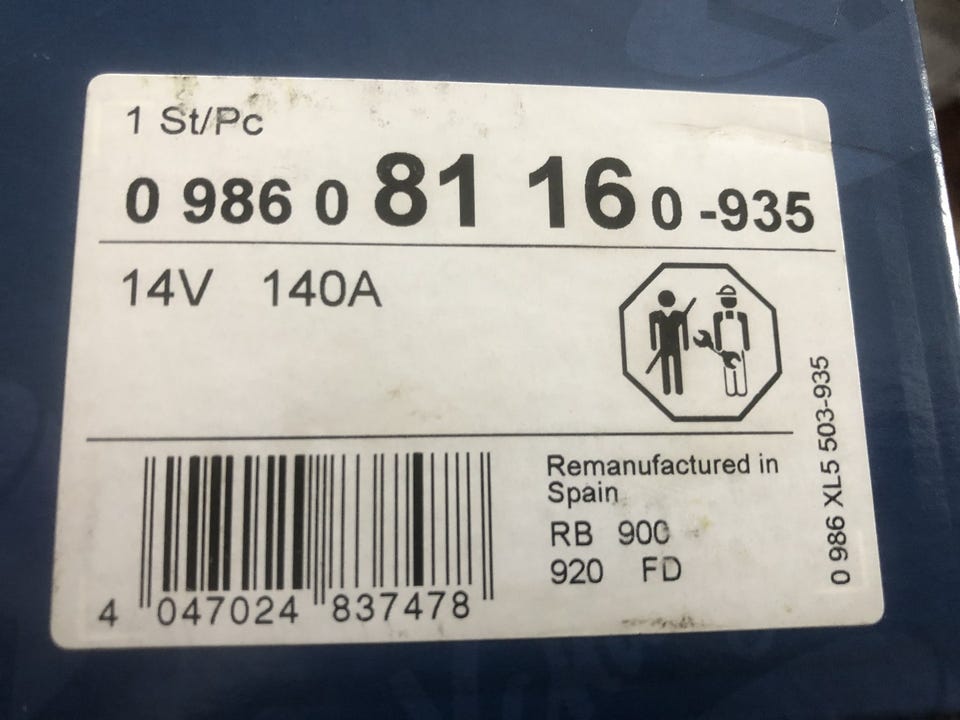 1 St/Pc
0 986 0 81 16 0 -935
14V 140A
Remanufactured in
Spain
RB 900
920 FD
4 047024 837478
0 986 XL5 503-935